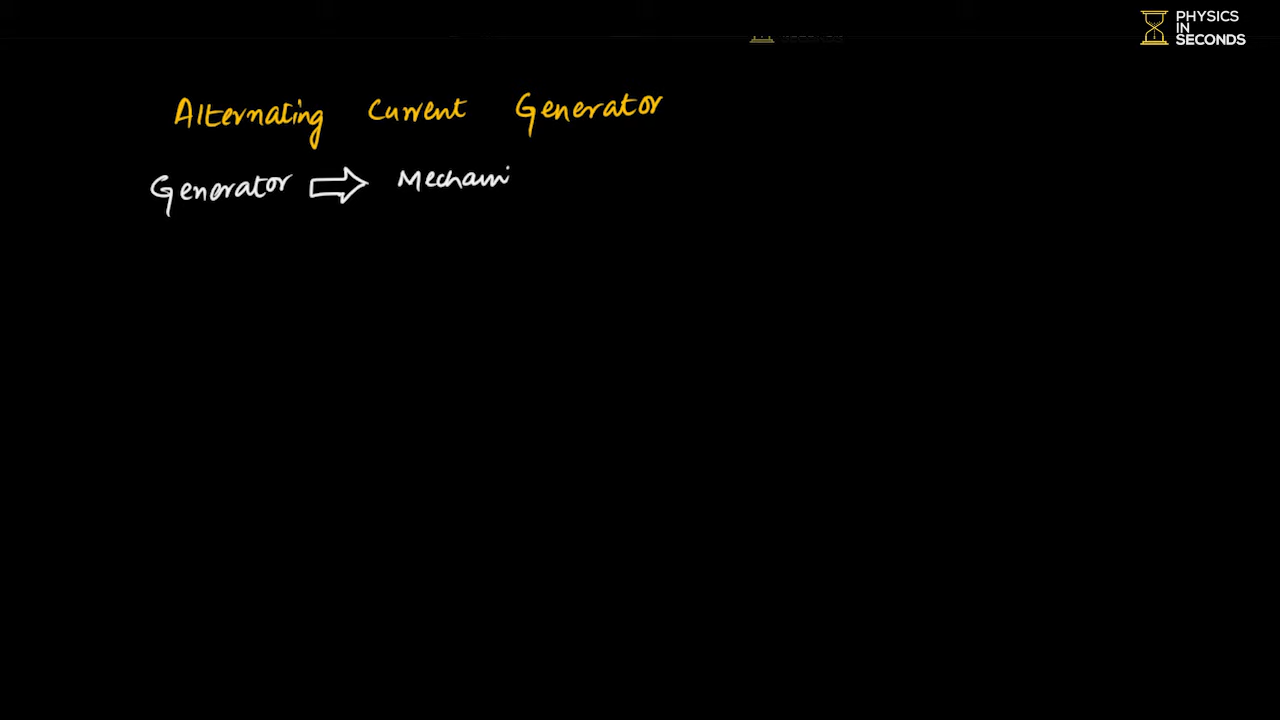 PHYSICS
IN
SECONDS
Alternating Current Generator
Generator ⇒ Mechani